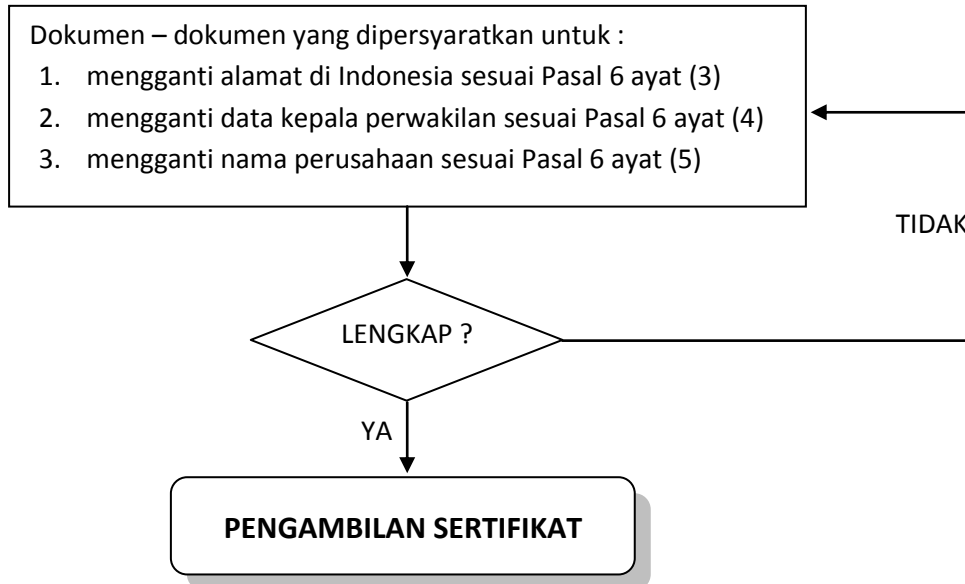 Dokumen – dokumen yang dipersyaratkan untuk :
1. mengganti alamat di Indonesia sesuai Pasal 6 ayat (3)
2. mengganti data kepala perwakilan sesuai Pasal 6 ayat (4)
3. mengganti nama perusahaan sesuai Pasal 6 ayat (5)
TIDAK
LENGKAP ?
YA
PENGAMBILAN SERTIFIKAT